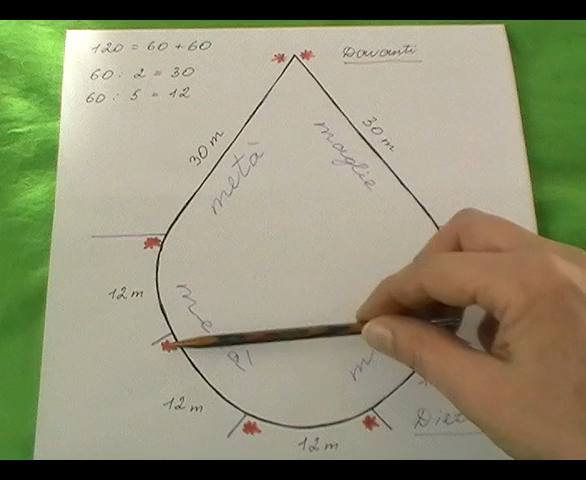 120 = 60 + 60
60 : 2 = 30
60 : 5 = 12
Davanti
30 m
30 m
metà
maglie
12 m
12 m
12 m